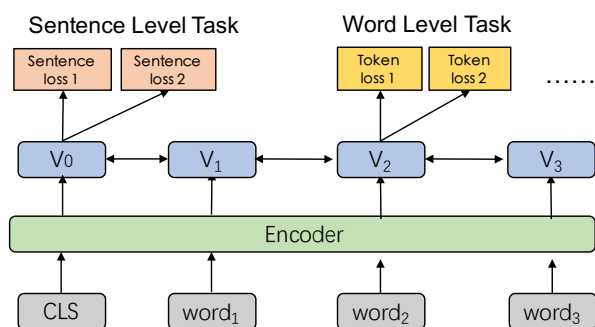 Sentence Level Task
Word Level Task
Sentence
loss 1
Sentence
loss 2
Token
loss 1
Token
loss 2
......
V0
V₁
V₂
V₃
Encoder
CLS
word₁
word₂
word₃